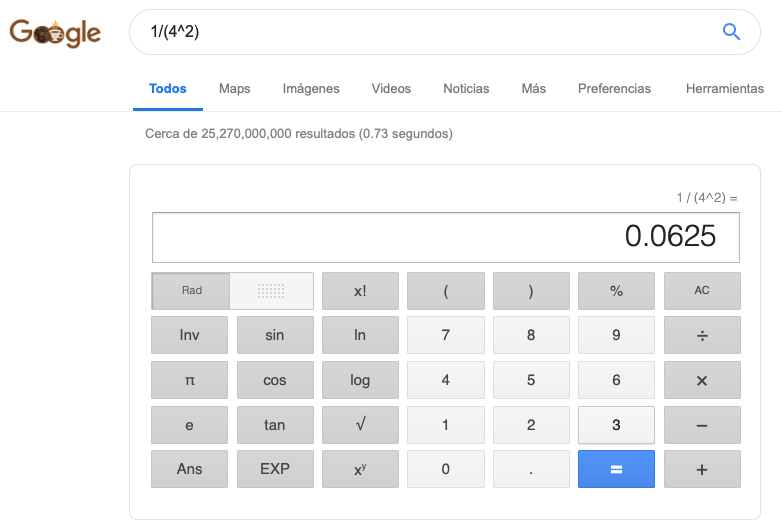 Google
1/(4^2)
Todos Maps Imágenes Videos Noticias Más Preferencias Herramientas
Cerca de 25,270,000,000 resultados (0.73 segundos)
1 / (4^2) =
0.0625
Rad x! ( ) % AC
Inv sin ln 7 8 9 ÷
π cos log 4 5 6 ×
e tan √ 1 2 3 −
Ans EXP xʸ 0 . = +